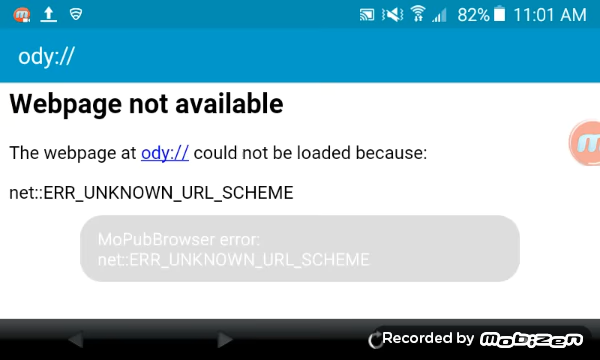 82% 11:01 AM
ody://
Webpage not available
The webpage at ody:// could not be loaded because:
net::ERR_UNKNOWN_URL_SCHEME
MoPubBrowser error:
net::ERR_UNKNOWN_URL_SCHEME
Recorded by Mobizen